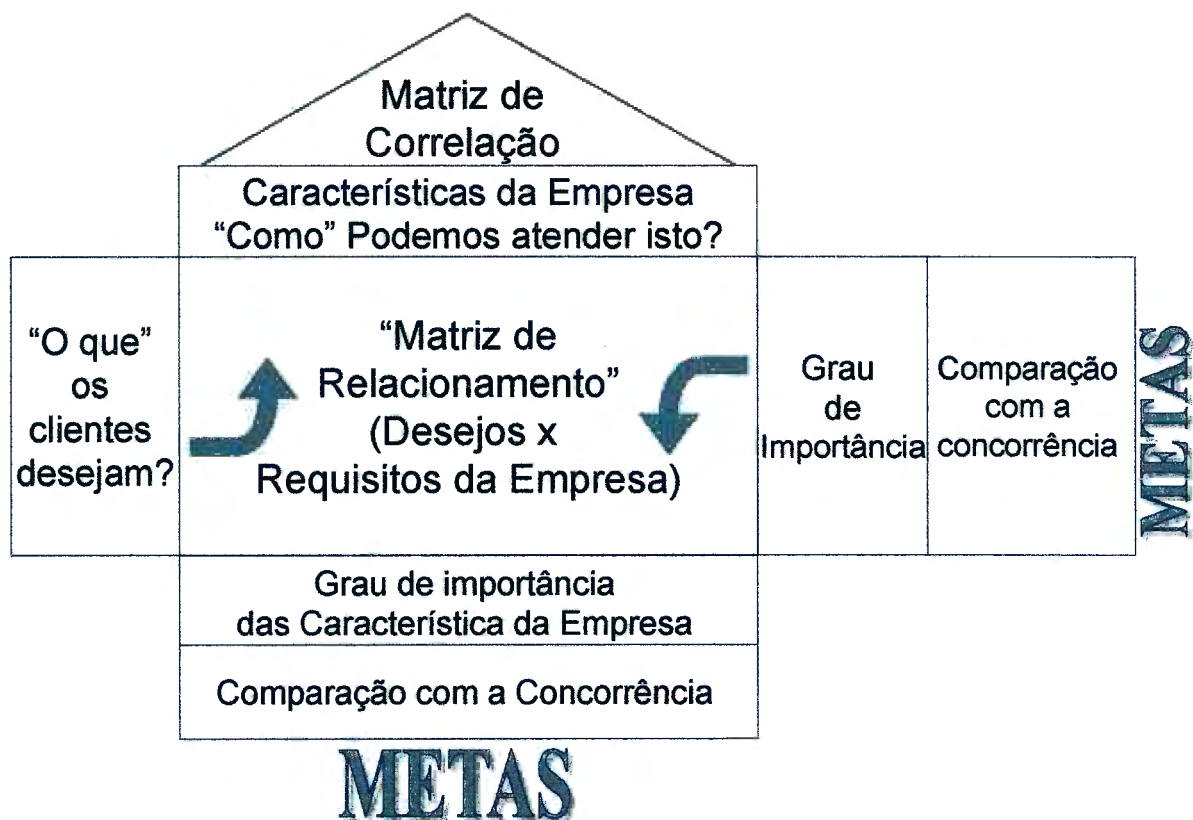 Matriz de
Correlação
Características da Empresa
“Como” Podemos atender isto?
“O que”
os
clientes
desejam?
“Matriz de
Relacionamento”
(Desejos x
Requisitos da Empresa)
Grau
de
Importância
Comparação
com a
concorrência
METAS
Grau de importância
das Característica da Empresa
Comparação com a Concorrência
METAS